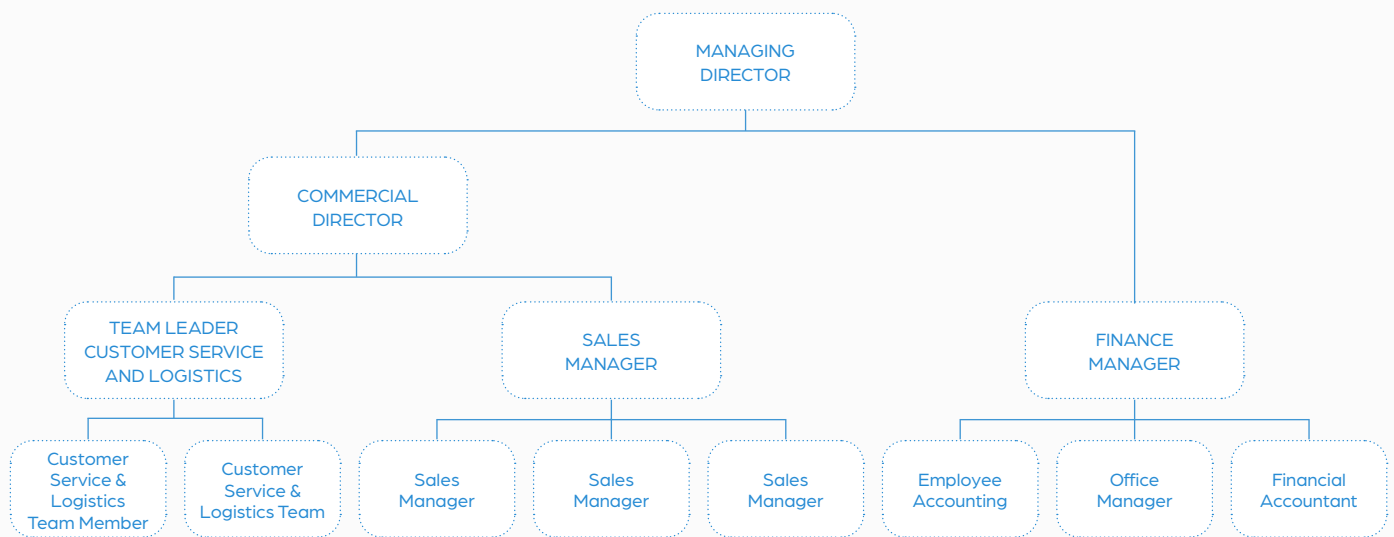 MANAGING
DIRECTOR
COMMERCIAL
DIRECTOR
TEAM LEADER
CUSTOMER SERVICE
AND LOGISTICS
SALES
MANAGER
FINANCE
MANAGER
Customer
Service &
Logistics
Team Member
Customer
Service &
Logistics Team
Sales
Manager
Sales
Manager
Sales
Manager
Employee
Accounting
Office
Manager
Financial
Accountant